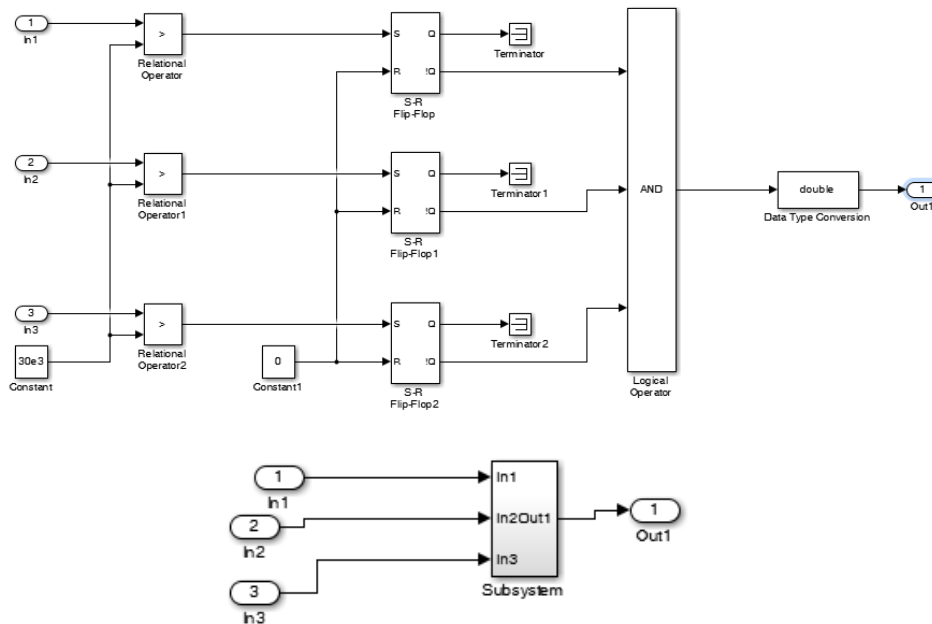 1
In1
>
Relational
Operator
S
Q
R
!Q
S-R
Flip-Flop
Terminator
2
In2
>
Relational
Operator1
S
Q
R
!Q
S-R
Flip-Flop1
Terminator1
AND
double
Data Type Conversion
1
Out1
3
In3
>
Relational
Operator2
30e3
Constant
0
Constant1
S
Q
R
!Q
S-R
Flip-Flop2
Terminator2
Logical
Operator
1
In1
2
In2
3
In3
In1
In2Out1
In3
Subsystem
1
Out1